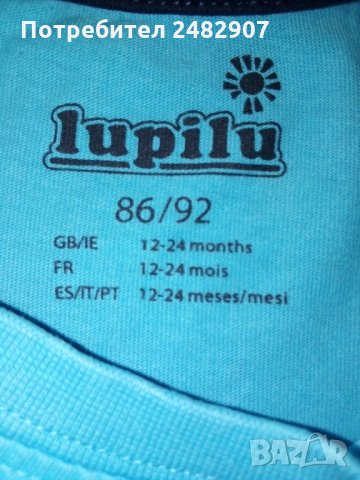 Потребител 2482907
lupilu
86/92
GB/IE 12-24 months
FR 12-24 mois
ES/IT/PT 12-24 meses/mesi
BAZAR